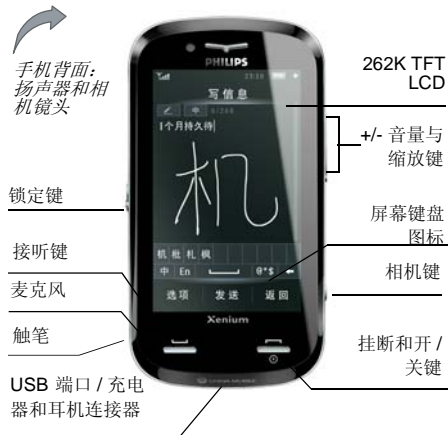 手机背面：
扬声器和相
机镜头
PHILIPS
23:28
写信息
中
1个月持久待
机
机 枇 札 枫
中 En @*$
选项 发送 返回
Xenium
262K TFT
LCD
+/- 音量与
缩放键
屏幕键盘
图标
相机键
挂断和开 /
关键
锁定键
接听键
麦克风
触笔
USB 端口 / 充电
器和耳机连接器